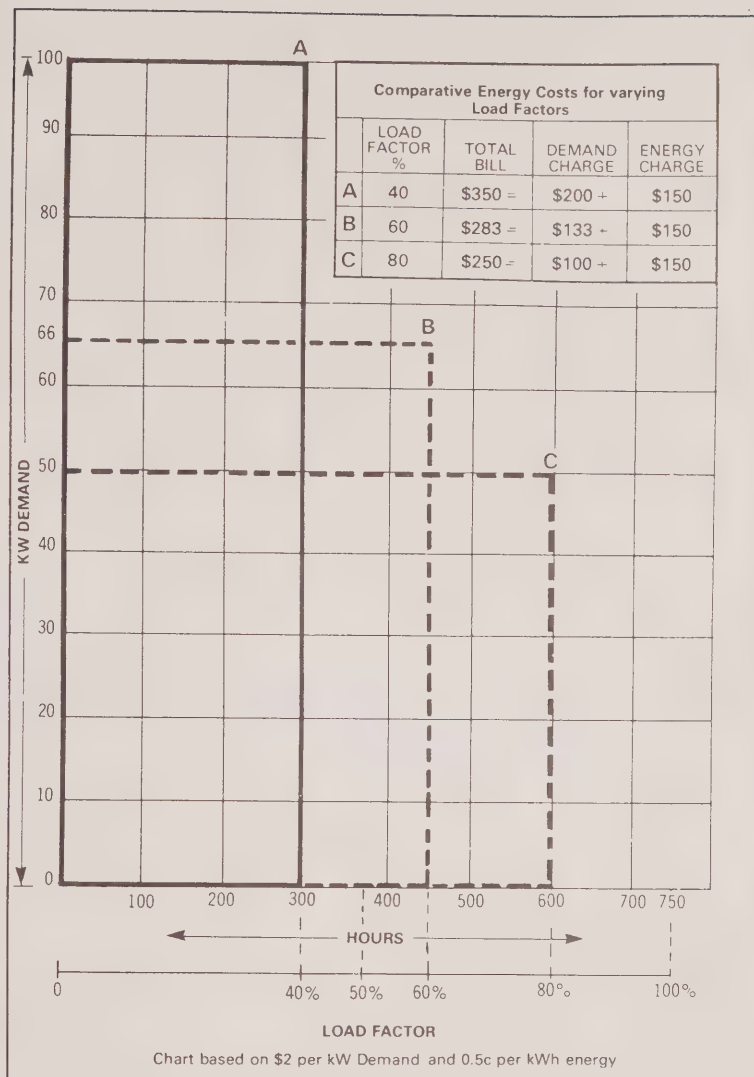 A
100
90
80
70
66
60
50
40
30
20
10
0
KW DEMAND
Comparative Energy Costs for varying
Load Factors
LOAD FACTOR % TOTAL BILL DEMAND CHARGE ENERGY CHARGE
A 40 $350 = $200 + $150
B 60 $283 = $133 + $150
C 80 $250 = $100 + $150
B
C
100 200 300 400 500 600 700 750
HOURS
0 40% 50% 60% 80% 100%
LOAD FACTOR
Chart based on $2 per kW Demand and 0.5c per kWh energy